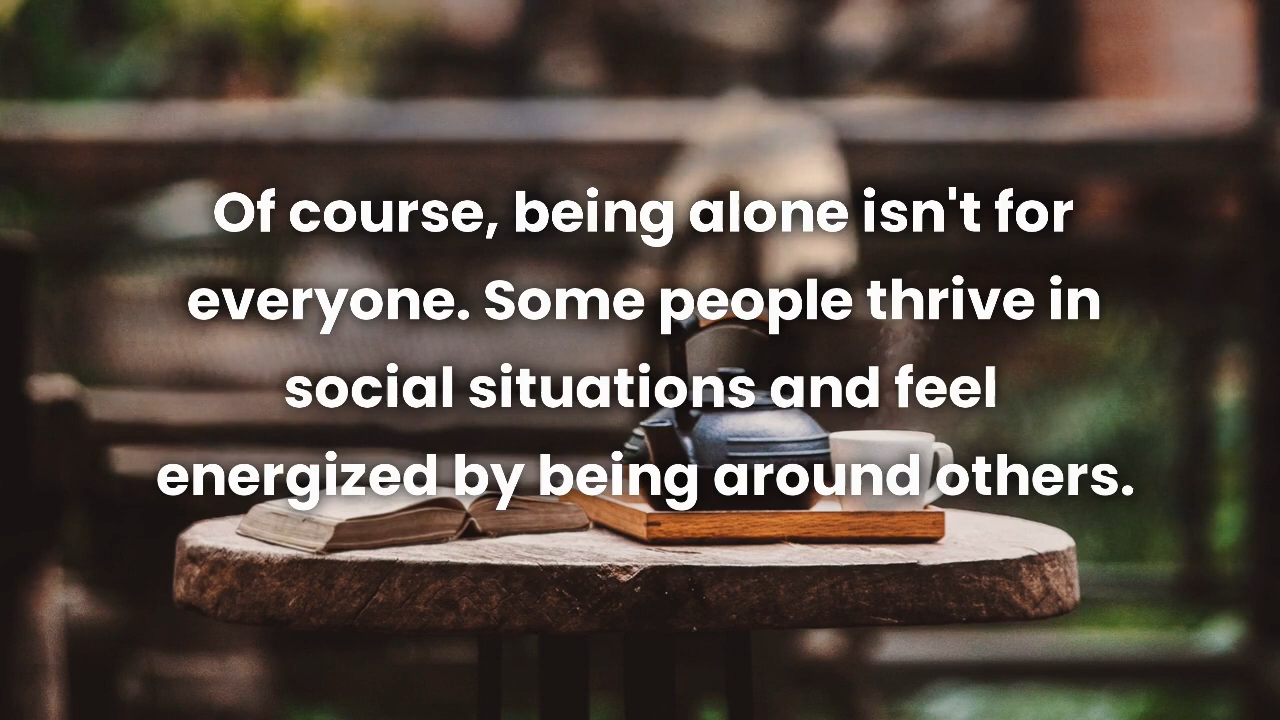 Of course, being alone isn't for
everyone. Some people thrive in
social situations and feel
energized by being around others.